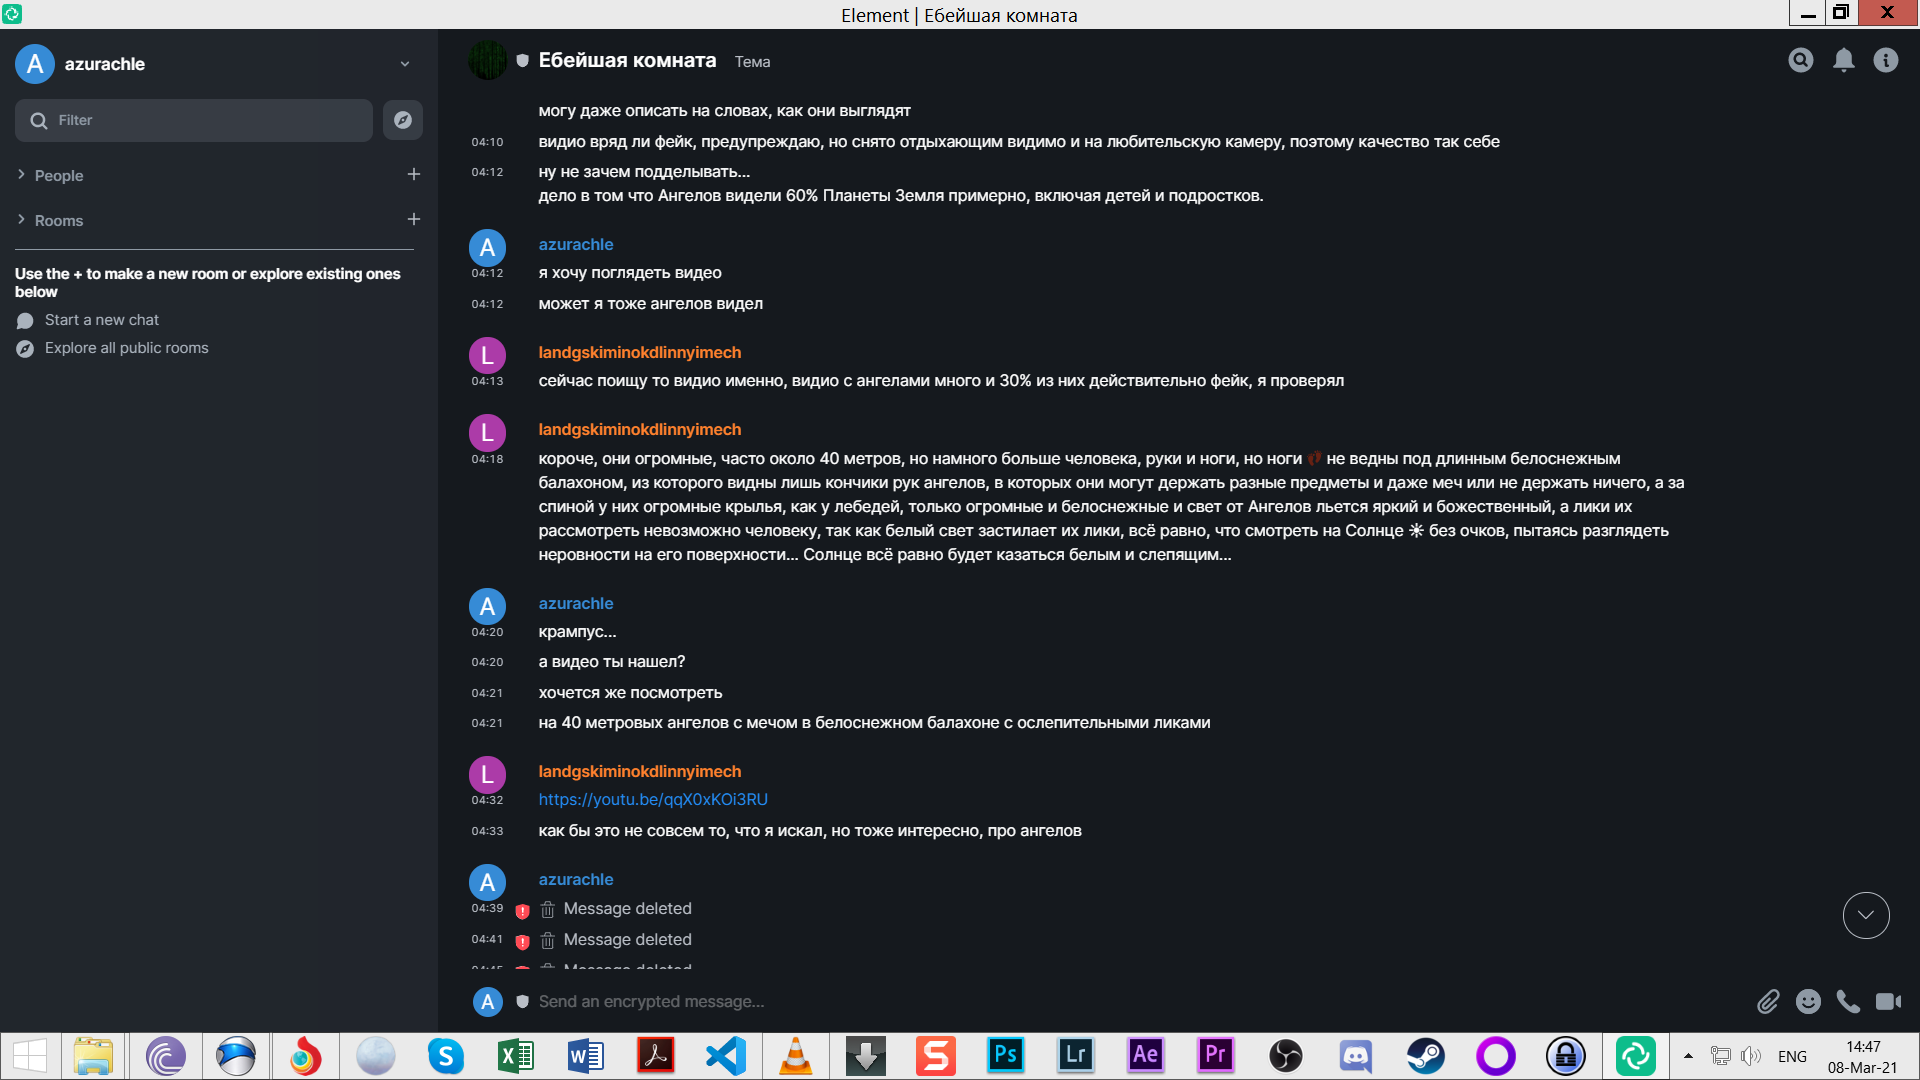 Element | Ебейшая комната
A azurachle
Filter
People
Rooms
Use the + to make a new room or explore existing ones
below
Start a new chat
Explore all public rooms
Ебейшая комната Тема
могу даже описать на словах, как они выглядят
04:10 видио вряд ли фейк, предупреждаю, но снято отдыхающим видимо и на любительскую камеру, поэтому качество так себе
04:12 ну не зачем подделывать...
дело в том что Ангелов видели 60% Планеты Земля примерно, включая детей и подростков.
A azurachle
04:12 я хочу поглядеть видео
04:12 может я тоже ангелов видел
L landgskiminokdlinnyimech
04:13 сейчас поищу то видио именно, видио с ангелами много и 30% из них действительно фейк, я проверял
L landgskiminokdlinnyimech
04:18 короче, они огромные, часто около 40 метров, но намного больше человека, руки и ноги, но ноги 👣 не ведны под длинным белоснежным
балахоном, из которого видны лишь кончики рук ангелов, в которых они могут держать разные предметы и даже меч или не держать ничего, а за
спиной у них огромные крылья, как у лебедей, только огромные и белоснежные и свет от Ангелов льется яркий и божественный, а лики их
рассмотреть невозможно человеку, так как белый свет застилает их лики, всё равно, что смотреть на Солнце ☀ без очков, пытаясь разглядеть
неровности на его поверхности... Солнце всё равно будет казаться белым и слепящим...
A azurachle
04:20 крампус...
04:20 а видео ты нашел?
04:21 хочется же посмотреть
04:21 на 40 метровых ангелов с мечом в белоснежном балахоне с ослепительными ликами
L landgskiminokdlinnyimech
04:32 https://youtu.be/qqX0xKOi3RU
04:33 как бы это не совсем то, что я искал, но тоже интересно, про ангелов
A azurachle
04:39 Message deleted
04:41 Message deleted
04:45 Message deleted
A Send an encrypted message...
S Ps Lr Ae Pr
ENG
14:47
08-Mar-21